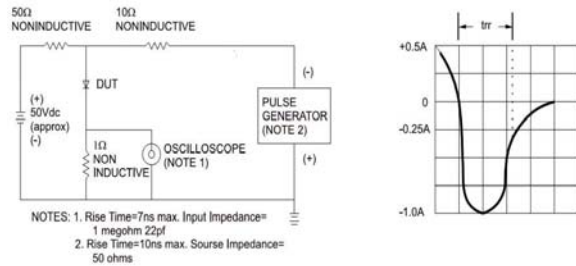 50Ω
NONINDUCTIVE
10Ω
NONINDUCTIVE
DUT
(+)
50Vdc
(approx)
(-)
1Ω
NON
INDUCTIVE
OSCILLOSCOPE
(NOTE 1)
(-)
PULSE
GENERATOR
(NOTE 2)
(+)
NOTES: 1. Rise Time=7ns max. Input Impedance=
1 megohm 22pf
2. Rise Time=10ns max. Sourse Impedance=
50 ohms
trr
+0.5A
0
-0.25A
-1.0A